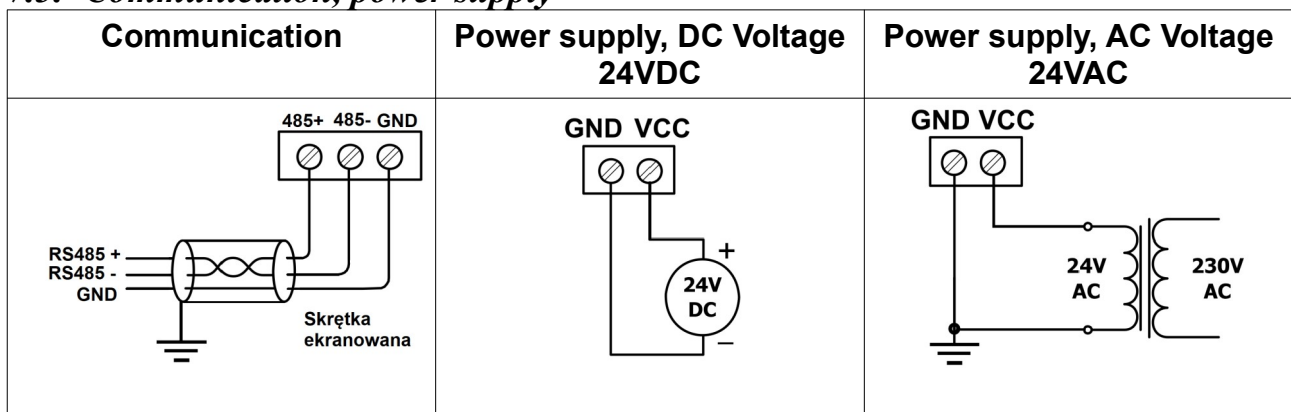 Communication
Power supply, DC Voltage
24VDC
Power supply, AC Voltage
24VAC
485+ 485- GND
RS485 +
RS485 -
GND
Skrętka
ekranowana
GND VCC
+
24V
DC
–
GND VCC
24V
AC
230V
AC